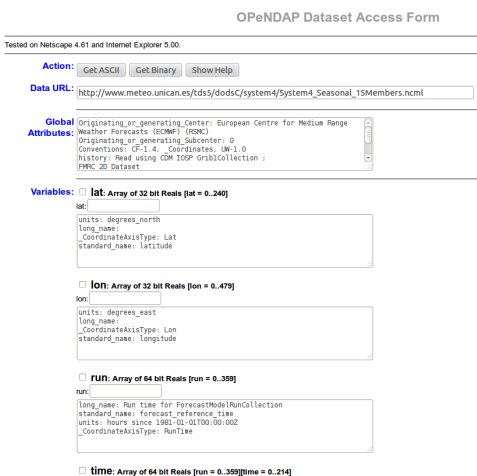 OPeNDAP Dataset Access Form
Tested on Netscape 4.61 and Internet Explorer 5.00.
Action: Get ASCII Get Binary Show Help
Data URL: http://www.meteo.unican.es/tds5/dodsC/system4/System4_Seasonal_15Members.ncml
Global Attributes:
Originating_or_generating_Center: European Centre for Medium Range
Weather Forecasts (ECMWF) (RSMC)
Originating_or_generating_Subcenter: 0
Conventions: CF-1.4, _Coordinates, UW-1.0
history: Read using CDM IOSP Grib1Collection ;
FMRC 2D Dataset
Variables: lat: Array of 32 bit Reals [lat = 0..240]
lat:
units: degrees_north
long_name:
_CoordinateAxisType: Lat
standard_name: latitude
lon: Array of 32 bit Reals [lon = 0..479]
lon:
units: degrees_east
long_name:
_CoordinateAxisType: Lon
standard_name: longitude
run: Array of 64 bit Reals [run = 0..359]
run:
long_name: Run time for ForecastModelRunCollection
standard_name: forecast_reference_time
units: hours since 1981-01-01T00:00:00Z
_CoordinateAxisType: RunTime
time: Array of 64 bit Reals [run = 0..359][time = 0..214]